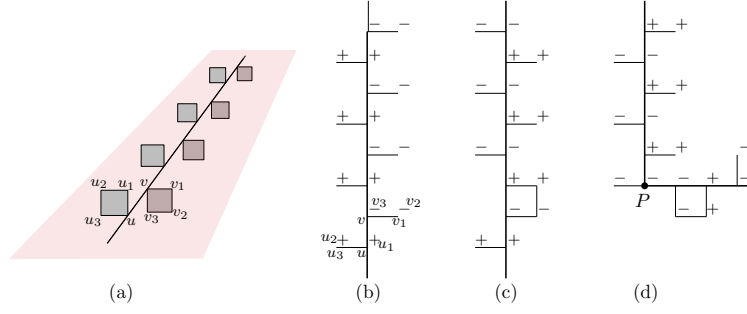 − − − − + +
+ + + + − −
− − − − + +
+ + + + − −
− − − − + + −
u₂ u₁ v v₁ + + + + − − − + −
v₃ v₂ P
u₃ u v₃ v₂ v − − v₁ − − − +
u₂ + + u₁ + +
u₃ u
(a) (b) (c) (d)